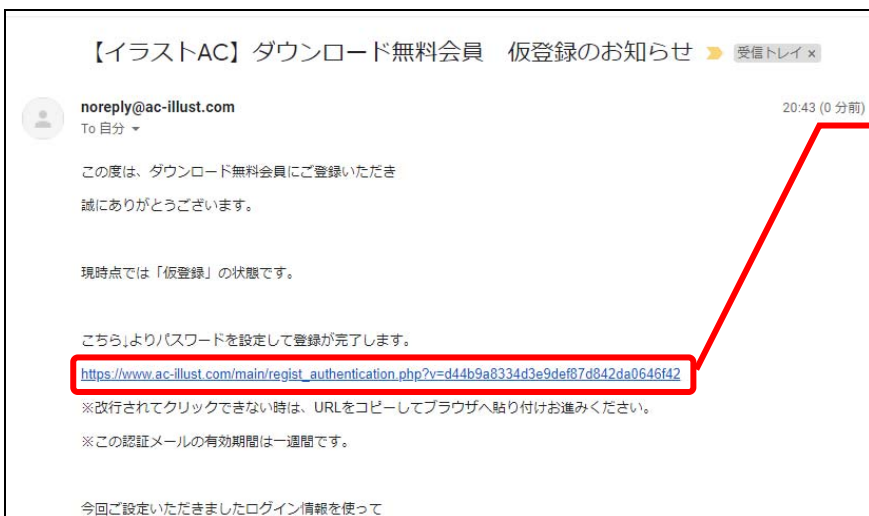 【イラストAC】ダウンロード無料会員　仮登録のお知らせ 受信トレイ ×
noreply@ac-illust.com 20:43 (0 分前)
To 自分
この度は、ダウンロード無料会員にご登録いただき
誠にありがとうございます。
現時点では「仮登録」の状態です。
こちら」よりパスワードを設定して登録が完了します。
https://www.ac-illust.com/main/regist_authentication.php?v=d44b9a8334d3e9def87d842da0646f42
※改行されてクリックできない時は、URLをコピーしてブラウザへ貼り付けお進みください。
※この認証メールの有効期間は一週間です。
今回ご設定いただきましたログイン情報を使って